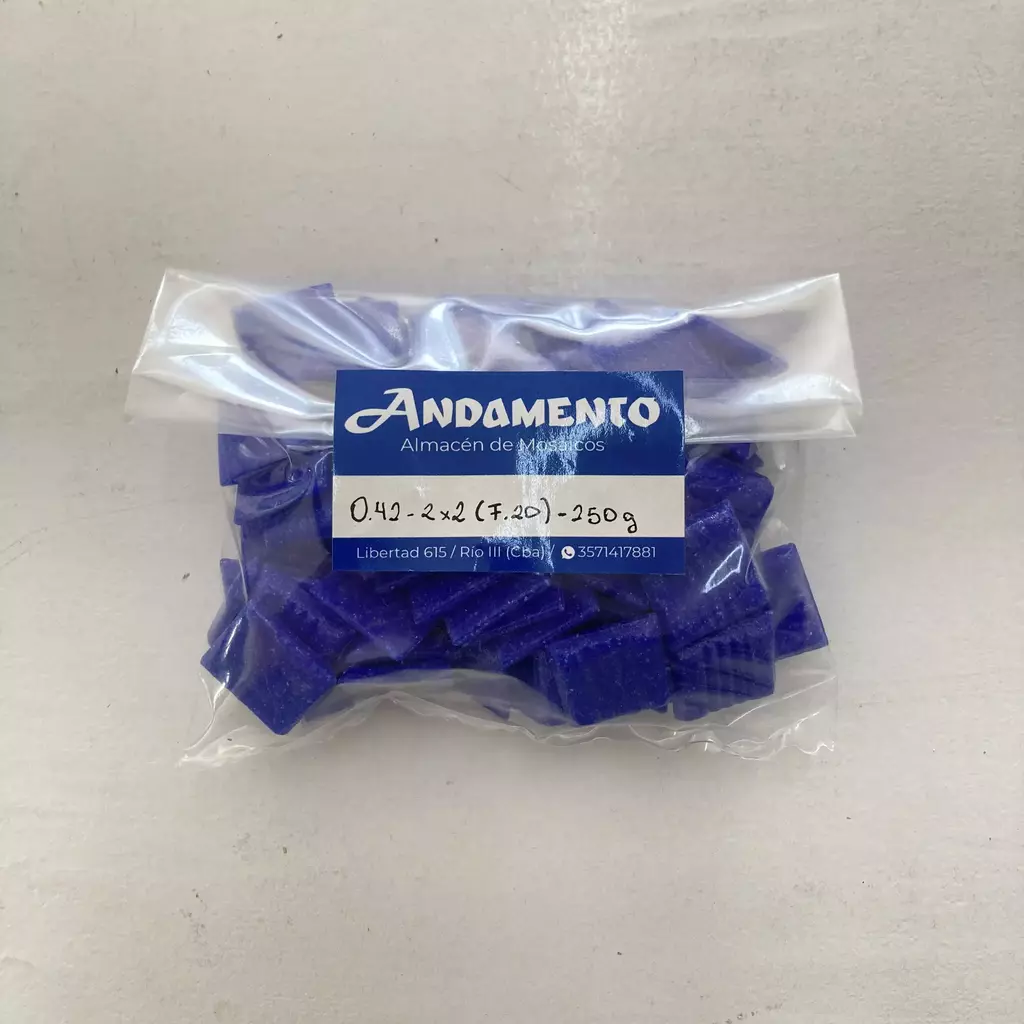 ANDAMENTO
Almacén de Mosaicos
0.42 - 2x2 (F.20) - 250g
Libertad 615 / Río III (Cba) / 3571417881